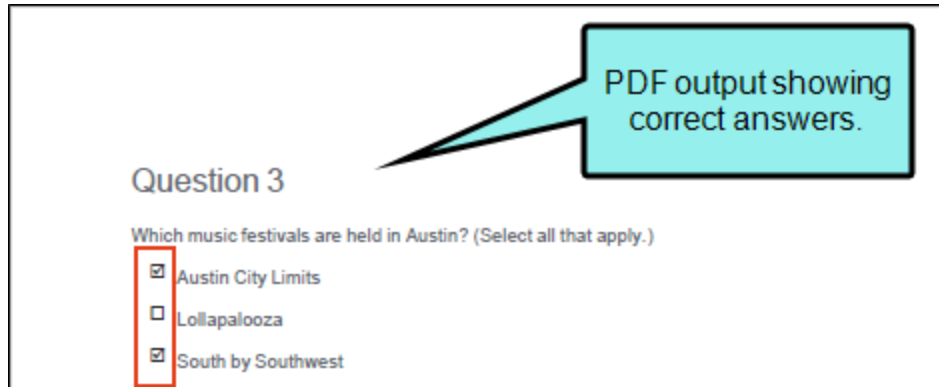 PDF output showing
correct answers.
Question 3
Which music festivals are held in Austin? (Select all that apply.)
Austin City Limits
Lollapalooza
South by Southwest